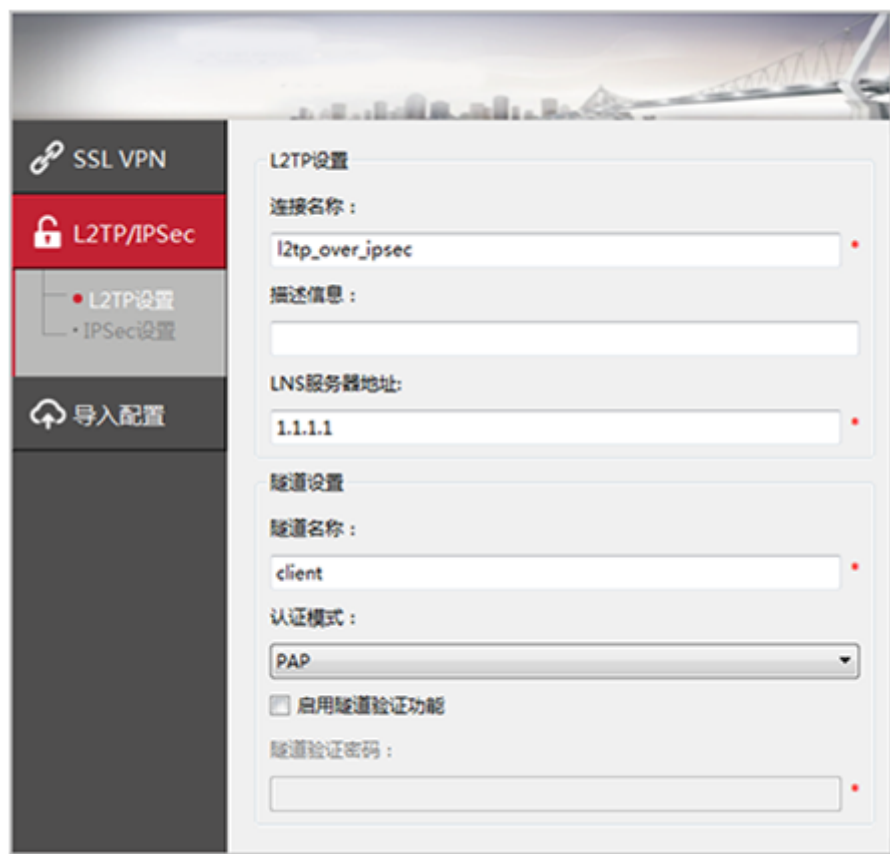 SSL VPN
L2TP/IPSec
L2TP设置
IPSec设置
导入配置
L2TP设置
连接名称：
l2tp_over_ipsec *
描述信息：
LNS服务器地址:
1.1.1.1 *
隧道设置
隧道名称：
client *
认证模式：
PAP
启用隧道验证功能
隧道验证密码：
*